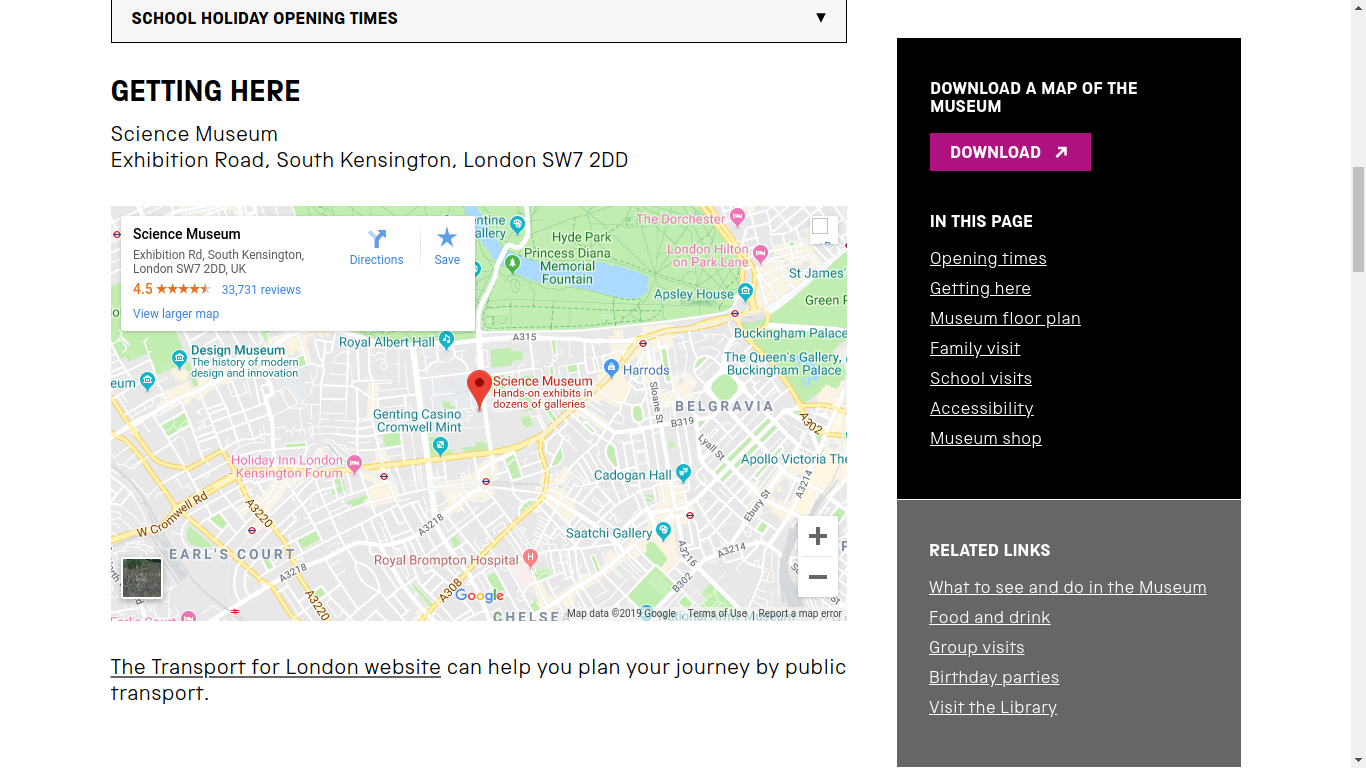 SCHOOL HOLIDAY OPENING TIMES
GETTING HERE
Science Museum
Exhibition Road, South Kensington, London SW7 2DD
Science Museum
Exhibition Rd, South Kensington,
London SW7 2DD, UK
4.5
33,731 reviews
View larger map
Directions
Save
Hyde Park
Princess Diana
Memorial
Fountain
The Dorchester
London Hilton
on Park Lane
St James'
Apsley House
Green
Buckingham Palace
The Queen's Gallery,
Buckingham Palace
A315
Royal Albert Hall
Design Museum
The history of modern
design and innovation
Harrods
Science Museum
Hands-on exhibits in
dozens of galleries
Sloane St
BELGRAVIA
B319
A302
Genting Casino
Cromwell Mint
Lyall St
Holiday Inn London
- Kensington Forum
Apollo Victoria
Cadogan Hall
A3214
Ebury St
W Cromwell Rd
A3220
A3218
Saatchi Gallery
EARL'S COURT
Royal Brompton Hospital
H
A3216
A3214
A3218
A308
B302
A3220
Google
CHELSE
Map data ©2019 Google
Terms of Use
Report a map error
The Transport for London website can help you plan your journey by public
transport.
DOWNLOAD A MAP OF THE
MUSEUM
DOWNLOAD
IN THIS PAGE
Opening times
Getting here
Museum floor plan
Family visit
School visits
Accessibility
Museum shop
RELATED LINKS
What to see and do in the Museum
Food and drink
Group visits
Birthday parties
Visit the Library